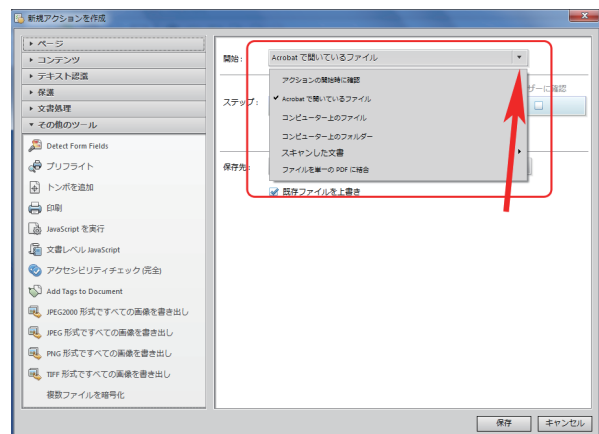 新規アクションを作成
ページ
コンテンツ
テキスト認識
保護
文書処理
その他のツール
Detect Form Fields
プリフライト
トンボを追加
印刷
JavaScript を実行
文書レベル JavaScript
アクセシビリティチェック (完全)
Add Tags to Document
JPEG2000 形式ですべての画像を書き出し
JPEG 形式ですべての画像を書き出し
PNG 形式ですべての画像を書き出し
TIFF 形式ですべての画像を書き出し
複数ファイルを暗号化
開始:
Acrobat で開いているファイル
アクションの開始時に確認
Acrobat で開いているファイル
コンピューター上のファイル
コンピューター上のフォルダー
スキャンした文書
ファイルを単一の PDF に結合
ステップ:
ザーに確認
保存先:
既存ファイルを上書き
保存
キャンセル